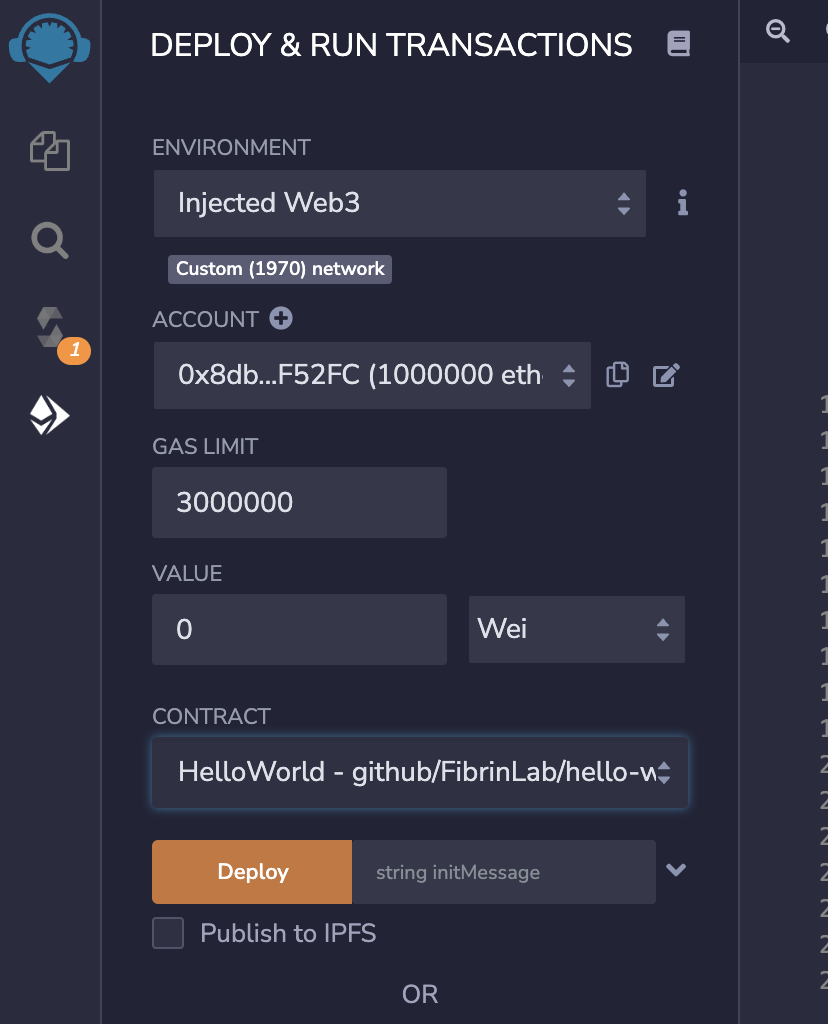 DEPLOY & RUN TRANSACTIONS
ENVIRONMENT
Injected Web3
Custom (1970) network
ACCOUNT
1
0x8db...F52FC (1000000 eth
GAS LIMIT
3000000
VALUE
0 Wei
CONTRACT
HelloWorld - github/FibrinLab/hello-w
Deploy string initMessage
Publish to IPFS
OR